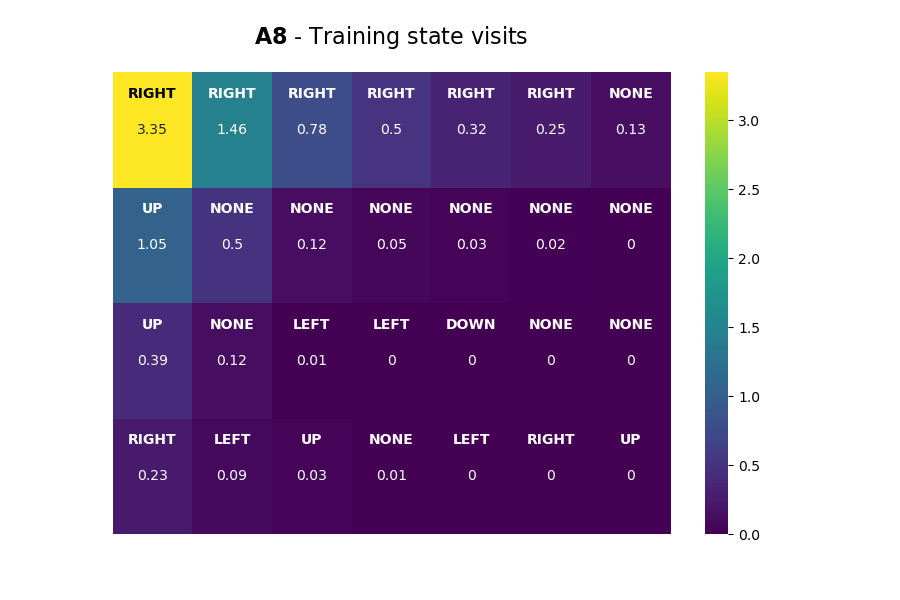 A8 - Training state visits
RIGHT RIGHT RIGHT RIGHT RIGHT RIGHT NONE
3.35 1.46 0.78 0.5 0.32 0.25 0.13
UP NONE NONE NONE NONE NONE NONE
1.05 0.5 0.12 0.05 0.03 0.02 0
UP NONE LEFT LEFT DOWN NONE NONE
0.39 0.12 0.01 0 0 0 0
RIGHT LEFT UP NONE LEFT RIGHT UP
0.23 0.09 0.03 0.01 0 0 0
3.0
2.5
2.0
1.5
1.0
0.5
0.0